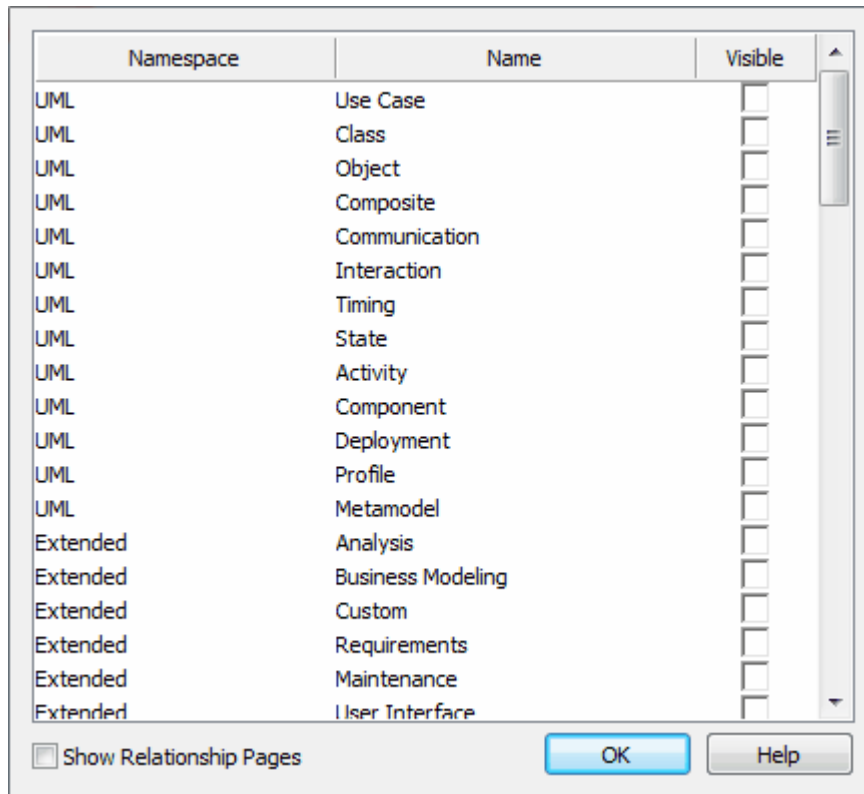 Namespace Name Visible
UML Use Case
UML Class
UML Object
UML Composite
UML Communication
UML Interaction
UML Timing
UML State
UML Activity
UML Component
UML Deployment
UML Profile
UML Metamodel
Extended Analysis
Extended Business Modeling
Extended Custom
Extended Requirements
Extended Maintenance
Extended User Interface
Show Relationship Pages OK Help